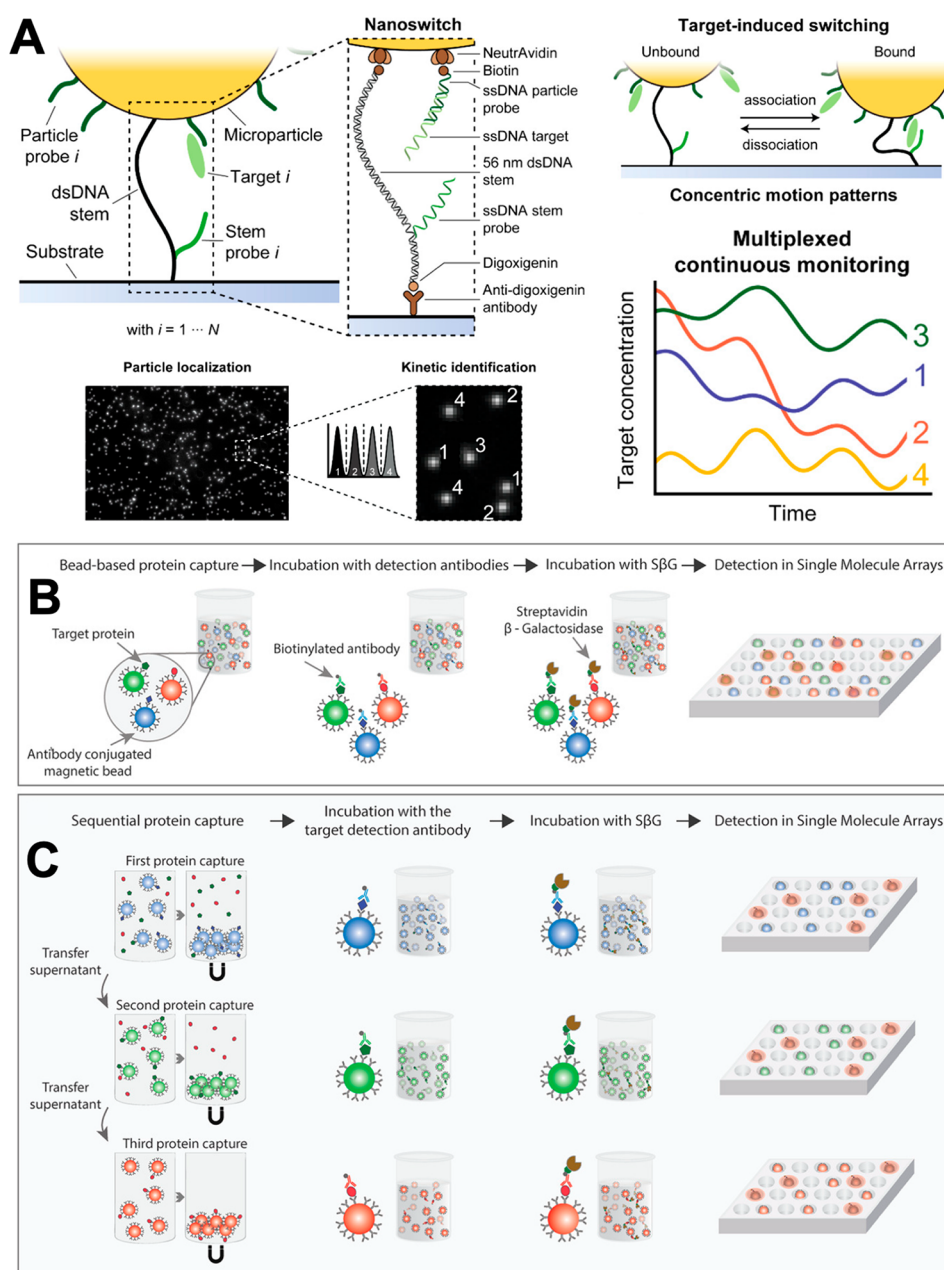 A
Particle
probe i
Microparticle
Target i
dsDNA
stem
Stem
probe i
Substrate
with i = 1 ··· N
Nanoswitch
NeutrAvidin
Biotin
ssDNA particle
probe
ssDNA target
56 nm dsDNA
stem
ssDNA stem
probe
Digoxigenin
Anti-digoxigenin
antibody
Target-induced switching
Unbound
Bound
association
dissociation
Concentric motion patterns
Particle localization
Kinetic identification
1 2 3 4
4
2
1
3
4
1
2
Multiplexed
continuous monitoring
Target concentration
3
1
2
4
Time
B
Bead-based protein capture
Incubation with detection antibodies
Incubation with SβG
Detection in Single Molecule Arrays
Target protein
Antibody conjugated
magnetic bead
Biotinylated antibody
Streptavidin
β - Galactosidase
C
Sequential protein capture
Incubation with the
target detection antibody
Incubation with SβG
Detection in Single Molecule Arrays
First protein capture
Transfer
supernatant
Second protein capture
Transfer
supernatant
Third protein capture